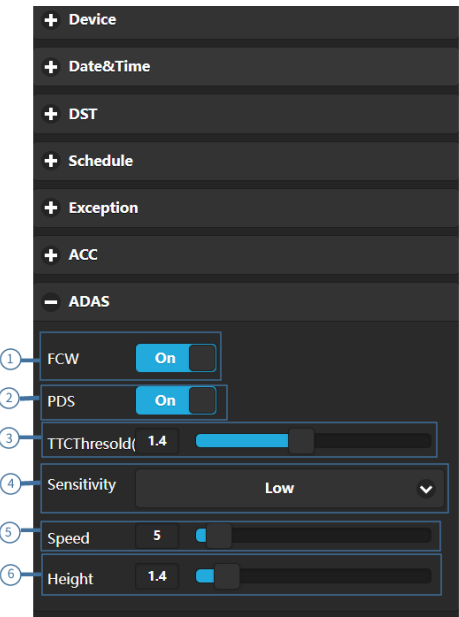 Device
Date&Time
DST
Schedule
Exception
ACC
ADAS
1 FCW On
2 PDS On
3 TTCThresold( 1.4
4 Sensitivity Low
5 Speed 5
6 Height 1.4